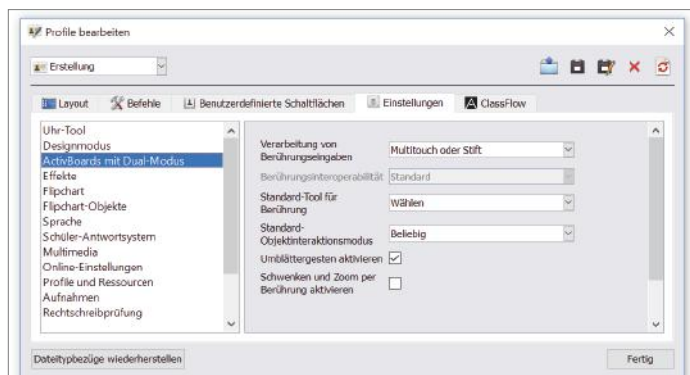 Profile bearbeiten
Erstellung
Layout Befehle Benutzerdefinierte Schaltflächen Einstellungen ClassFlow
Uhr-Tool
Designmodus
ActivBoards mit Dual-Modus
Effekte
Flipchart
Flipchart-Objekte
Sprache
Schüler-Antwortsystem
Multimedia
Online-Einstellungen
Profile und Ressourcen
Aufnahmen
Rechtschreibprüfung
Verarbeitung von
Berührungseingaben
Multitouch oder Stift
Berührungsinteroperabilität Standard
Standard-Tool für
Berührung
Wählen
Standard-
Objektinteraktionsmodus
Beliebig
Umblättergesten aktivieren
Schwenken und Zoom per
Berührung aktivieren
Dateitypbezüge wiederherstellen
Fertig